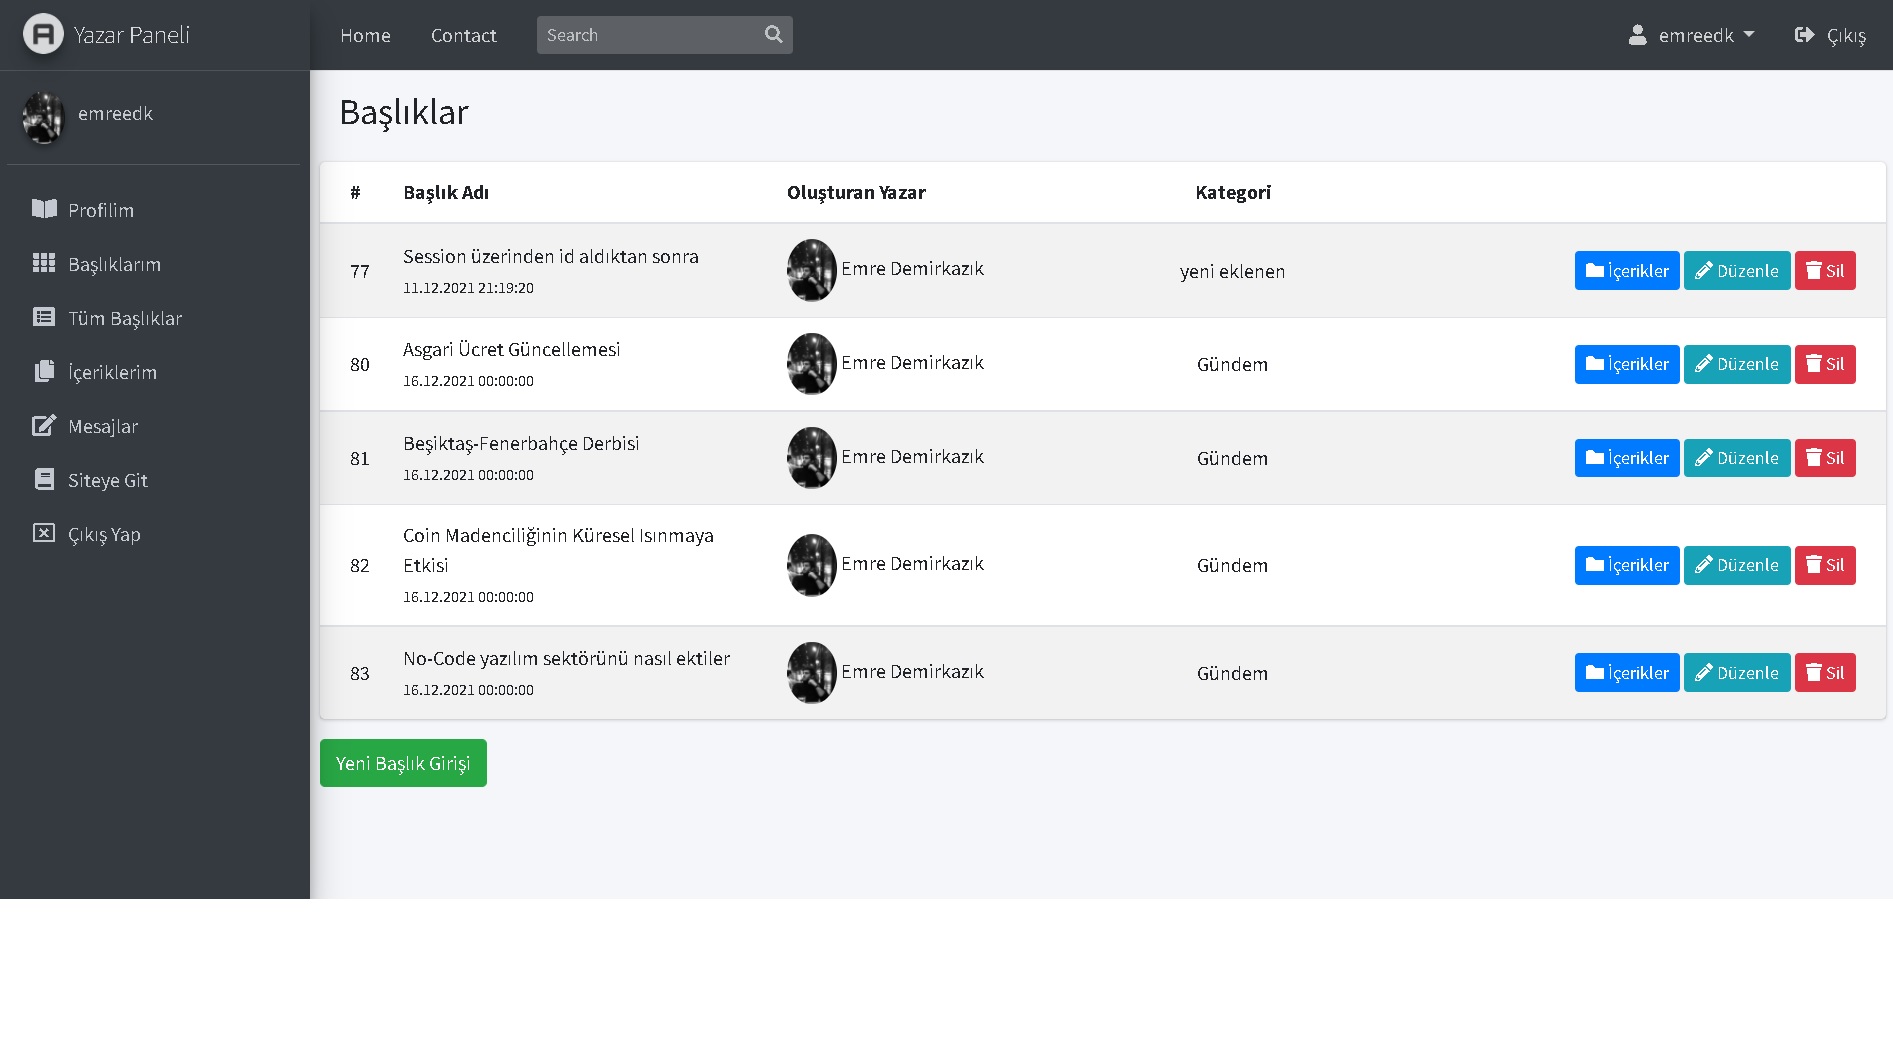 Yazar Paneli
Home
Contact
Search
emreedk
Çıkış
emreedk
Profilim
Başlıklarım
Tüm Başlıklar
İçeriklerim
Mesajlar
Siteye Git
Çıkış Yap
Başlıklar
# Başlık Adı Oluşturan Yazar Kategori
77 Session üzerinden id aldıktan sonra Emre Demirkazık yeni eklenen İçerikler Düzenle Sil
11.12.2021 21:19:20
80 Asgari Ücret Güncellemesi Emre Demirkazık Gündem İçerikler Düzenle Sil
16.12.2021 00:00:00
81 Beşiktaş-Fenerbahçe Derbisi Emre Demirkazık Gündem İçerikler Düzenle Sil
16.12.2021 00:00:00
82 Coin Madenciliğinin Küresel Isınmaya
Etkisi Emre Demirkazık Gündem İçerikler Düzenle Sil
16.12.2021 00:00:00
83 No-Code yazılım sektörünü nasıl ektiler Emre Demirkazık Gündem İçerikler Düzenle Sil
16.12.2021 00:00:00
Yeni Başlık Girişi